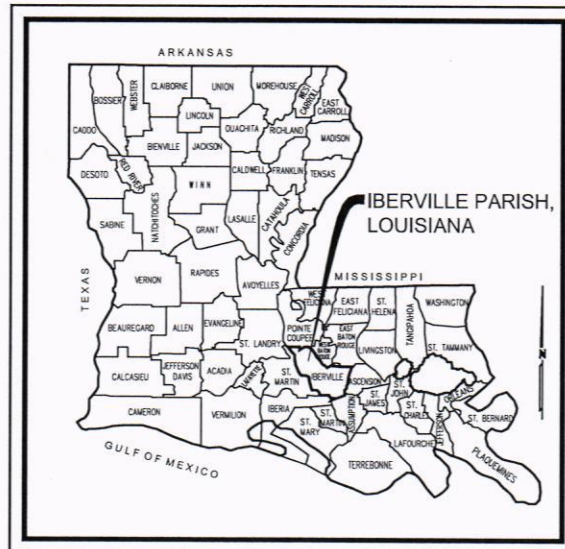 ARKANSAS
CADDO
BOSSIER
WEBSTER
CLAIBORNE
UNION
MOREHOUSE
WEST
CARROLL
EAST
CARROLL
LINCOLN
OUACHITA
RICHLAND
MADISON
BIENVILLE
JACKSON
DESOTO
RED RIVER
CALDWELL
FRANKLIN
TENSAS
WINN
NATCHITOCHES
SABINE
GRANT
LASALLE
CATAHOULA
CONCORDIA
IBERVILLE PARISH,
LOUISIANA
TEXAS
MISSISSIPPI
VERNON
RAPIDES
AVOYELLES
WEST
FELICIANA
EAST
FELICIANA
ST.
HELENA
TANGIPAHOA
WASHINGTON
POINTE
COUPEE
BEAUREGARD
ALLEN
EVANGELINE
ST. LANDRY
WEST
BATON
ROUGE
EAST
BATON
ROUGE
LIVINGSTON
ST. TAMMANY
N
CALCASIEU
JEFFERSON
DAVIS
ACADIA
LAFAYETTE
ST.
MARTIN
IBERVILLE
ASCENSION
ST.
JAMES
ST.
JOHN
ST.
CHARLES
ORLEANS
ST. BERNARD
CAMERON
VERMILION
IBERIA
ST.
MARTIN
ST.
MARY
ASSUMPTION
LAFOURCHE
JEFFERSON
PLAQUEMINES
TERREBONNE
GULF OF MEXICO